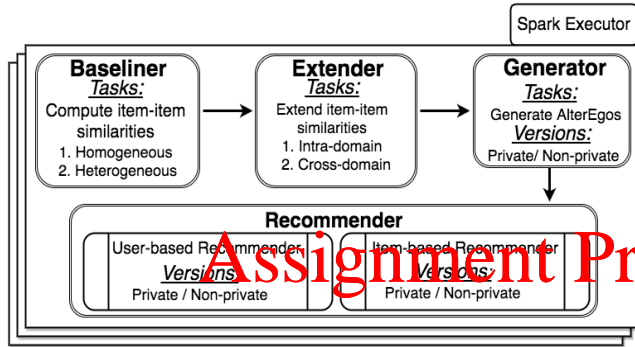 Spark Executor
Baseliner
Tasks:
Compute item-item
similarities
1. Homogeneous
2. Heterogeneous
Extender
Tasks:
Extend item-item
similarities
1. Intra-domain
2. Cross-domain
Generator
Tasks:
Generate AlterEgos
Versions:
Private/ Non-private
Recommender
User-based Recommender
Versions:
Private / Non-private
Item-based Recommender
Versions:
Private / Non-private
Assignment Pr